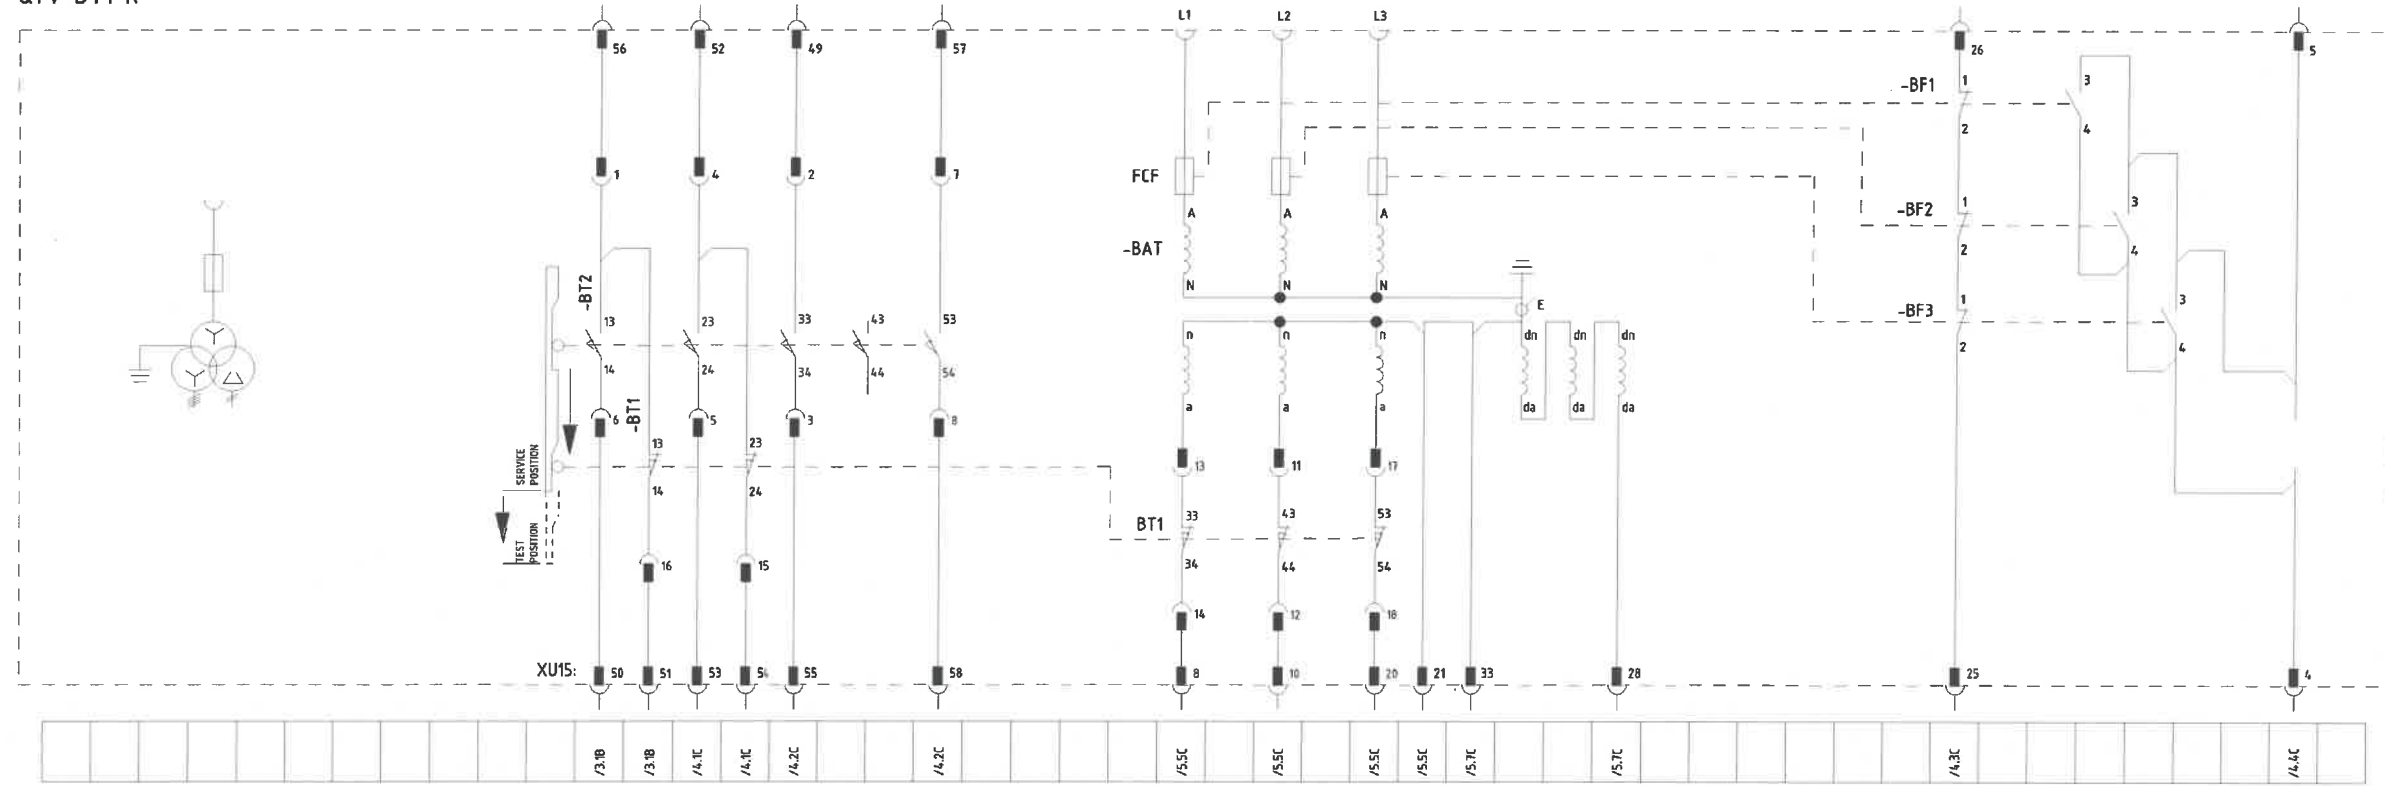 56 52 49 57 L1 L2 L3 26 5
-BF1 1 3
2 4
1 4 2 7 FCF
A A A -BF2 1 3
-BAT 2 4
-BT2 N N N E -BF3 1 3
13 23 33 43 53 n n n dn dn dn
14 24 34 44 54 2 4
a a a da da da
-BT1 6 5 3 8
13 23
SERVICE
POSITION
14 24 13 11 17
BT1 33 43 53
TEST
POSITION
16 15 34 44 54
14 12 18
XU15: 50 51 53 54 55 58 8 10 20 21 33 28 25 4
/3.1B /3.1B /4.1C /4.1C /4.2C /4.2C /5.5C /5.5C /5.5C /5.5C /5.7C /5.7C /4.3C /4.4C